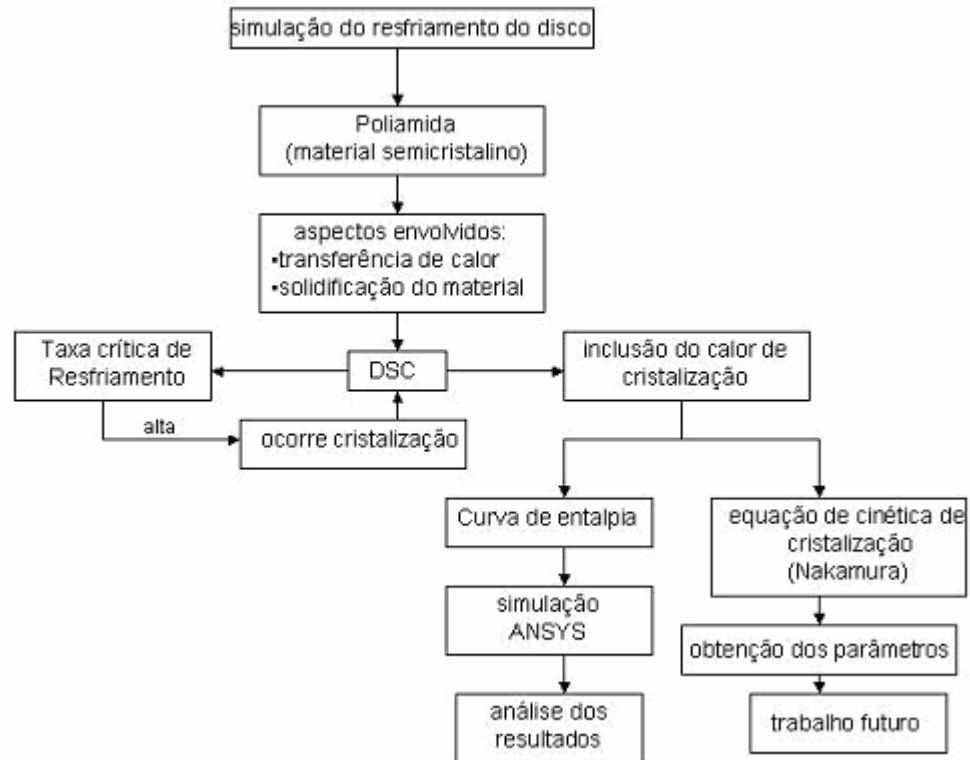 simulação do resfriamento do disco
Poliamida
(material semicristalino)
aspectos envolvidos:
•transferência de calor
•solidificação do material
Taxa crítica de
Resfriamento
DSC
inclusão do calor de
cristalização
alta
ocorre cristalização
Curva de entalpia
equação de cinética de
cristalização
(Nakamura)
simulação
ANSYS
obtenção dos parâmetros
análise dos
resultados
trabalho futuro